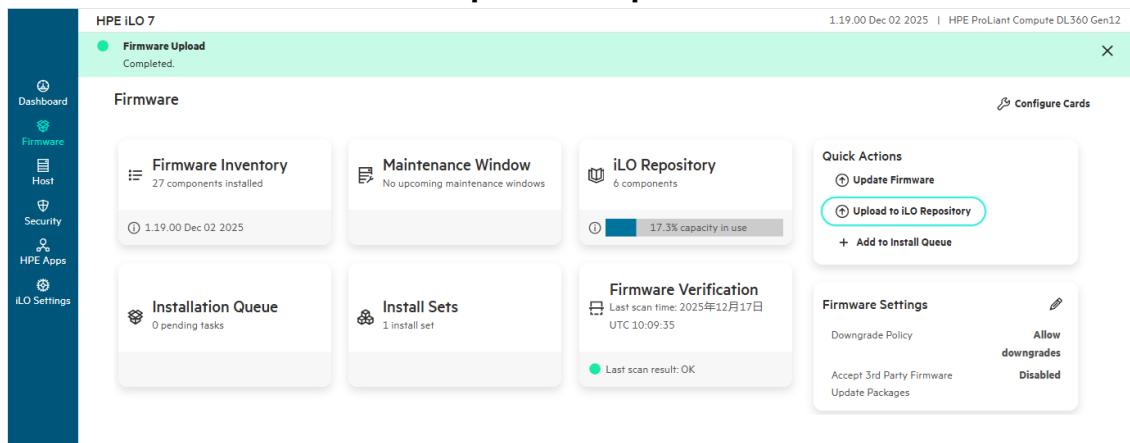 HPE iLO 7
1.19.00 Dec 02 2025 | HPE ProLiant Compute DL360 Gen12
Firmware Upload
Completed.
Dashboard
Firmware
Host
Security
HPE Apps
iLO Settings
Firmware
Configure Cards
Firmware Inventory
27 components installed
1.19.00 Dec 02 2025
Maintenance Window
No upcoming maintenance windows
iLO Repository
6 components
17.3% capacity in use
Quick Actions
Update Firmware
Upload to iLO Repository
+ Add to Install Queue
Installation Queue
0 pending tasks
Install Sets
1 install set
Firmware Verification
Last scan time: 2025年12月17日
UTC 10:09:35
Last scan result: OK
Firmware Settings
Downgrade Policy
Allow
downgrades
Accept 3rd Party Firmware
Update Packages
Disabled